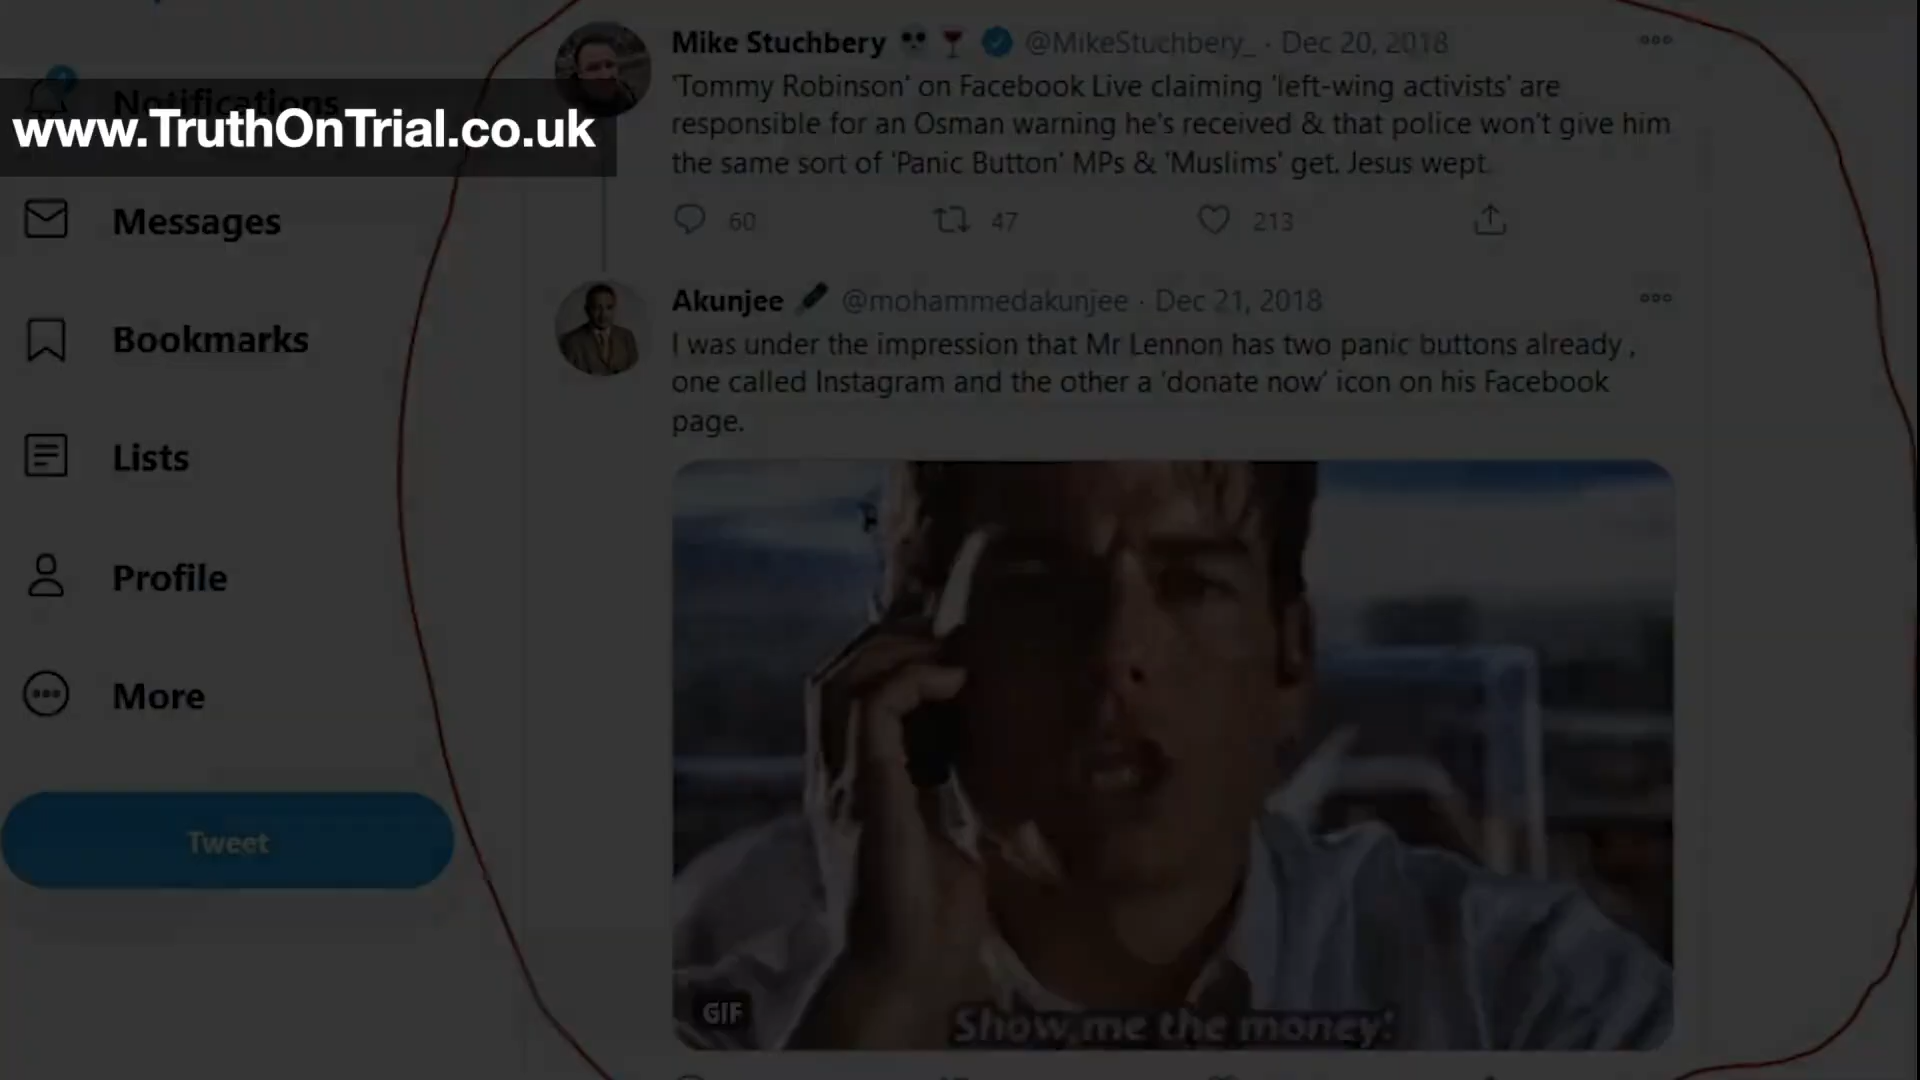 Mike Stuchbery @MikeStuchbery_ · Dec 20, 2018
'Tommy Robinson' on Facebook Live claiming 'left-wing activists' are
responsible for an Osman warning he's received & that police won't give him
the same sort of 'Panic Button' MPs & 'Muslims' get. Jesus wept.
60 47 213
Notifications
www.TruthOnTrial.co.uk
Messages
Bookmarks
Lists
Profile
More
Tweet
Akunjee @mohammedakunjee · Dec 21, 2018
I was under the impression that Mr Lennon has two panic buttons already ,
one called Instagram and the other a 'donate now' icon on his Facebook
page.
GIF
Show me the money!